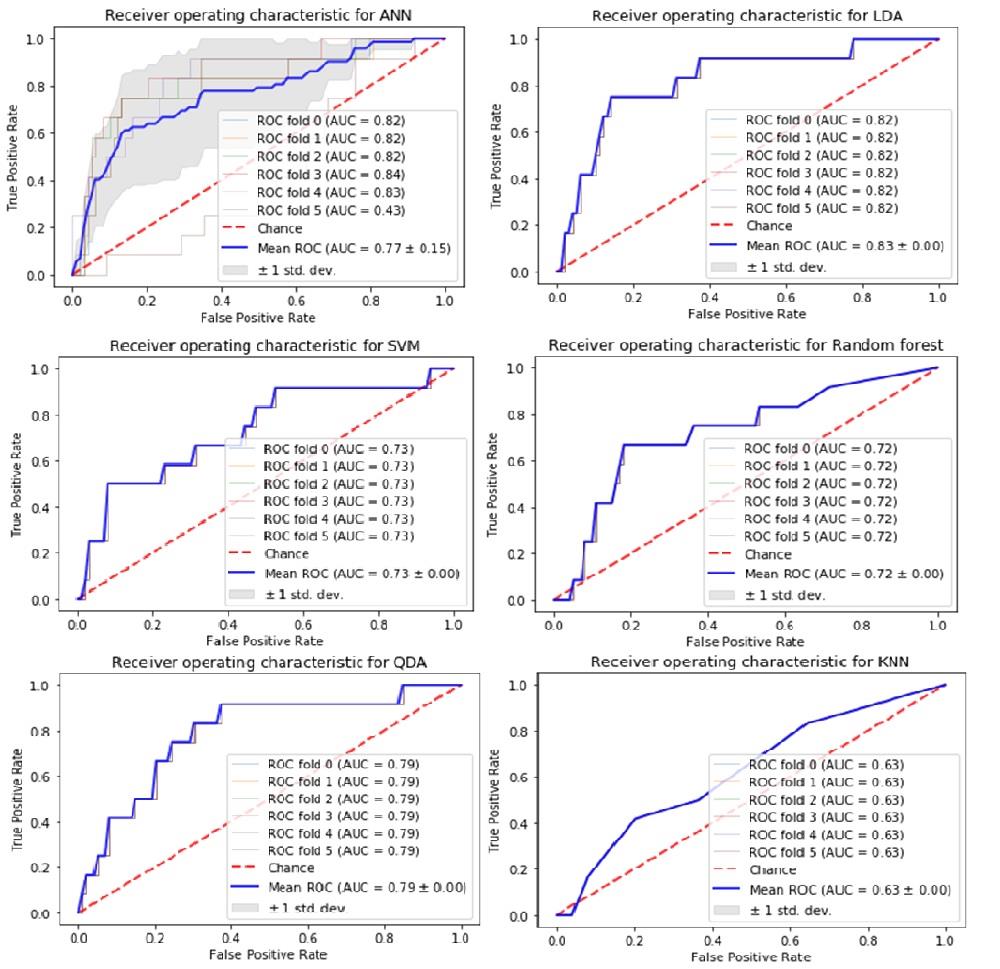 Receiver operating characteristic for ANN
True Positive Rate
1.0
0.8
0.6
0.4
0.2
0.0
ROC fold 0 (AUC = 0.82)
ROC fold 1 (AUC = 0.82)
ROC fold 2 (AUC = 0.82)
ROC fold 3 (AUC = 0.84)
ROC fold 4 (AUC = 0.83)
ROC fold 5 (AUC = 0.43)
Chance
Mean ROC (AUC = 0.77 ± 0.15)
± 1 std. dev.
0.0 0.2 0.4 0.6 0.8 1.0
False Positive Rate
Receiver operating characteristic for LDA
True Positive Rate
1.0
0.8
0.6
0.4
0.2
0.0
ROC fold 0 (AUC = 0.82)
ROC fold 1 (AUC = 0.82)
ROC fold 2 (AUC = 0.82)
ROC fold 3 (AUC = 0.82)
ROC fold 4 (AUC = 0.82)
ROC fold 5 (AUC = 0.82)
Chance
Mean ROC (AUC = 0.83 ± 0.00)
± 1 std. dev.
0.0 0.2 0.4 0.6 0.8 1.0
False Positive Rate
Receiver operating characteristic for SVM
True Positive Rate
1.0
0.8
0.6
0.4
0.2
0.0
ROC fold 0 (AUC = 0.73)
ROC fold 1 (AUC = 0.73)
ROC fold 2 (AUC = 0.73)
ROC fold 3 (AUC = 0.73)
ROC fold 4 (AUC = 0.73)
ROC fold 5 (AUC = 0.73)
Chance
Mean ROC (AUC = 0.73 ± 0.00)
± 1 std. dev.
0.0 0.2 0.4 0.6 0.8 1.0
False Positive Rate
Receiver operating characteristic for Random forest
True Positive Rate
1.0
0.8
0.6
0.4
0.2
0.0
ROC fold 0 (AUC = 0.72)
ROC fold 1 (AUC = 0.72)
ROC fold 2 (AUC = 0.72)
ROC fold 3 (AUC = 0.72)
ROC fold 4 (AUC = 0.72)
ROC fold 5 (AUC = 0.72)
Chance
Mean ROC (AUC = 0.72 ± 0.00)
± 1 std. dev.
0.0 0.2 0.4 0.6 0.8 1.0
False Positive Rate
Receiver operating characteristic for QDA
True Positive Rate
1.0
0.8
0.6
0.4
0.2
0.0
ROC fold 0 (AUC = 0.79)
ROC fold 1 (AUC = 0.79)
ROC fold 2 (AUC = 0.79)
ROC fold 3 (AUC = 0.79)
ROC fold 4 (AUC = 0.79)
ROC fold 5 (AUC = 0.79)
Chance
Mean ROC (AUC = 0.79 ± 0.00)
± 1 std. dev.
0.0 0.2 0.4 0.6 0.8 1.0
False Positive Rate
Receiver operating characteristic for KNN
True Positive Rate
1.0
0.8
0.6
0.4
0.2
0.0
ROC fold 0 (AUC = 0.63)
ROC fold 1 (AUC = 0.63)
ROC fold 2 (AUC = 0.63)
ROC fold 3 (AUC = 0.63)
ROC fold 4 (AUC = 0.63)
ROC fold 5 (AUC = 0.63)
Chance
Mean ROC (AUC = 0.63 ± 0.00)
± 1 std. dev.
0.0 0.2 0.4 0.6 0.8 1.0
False Positive Rate